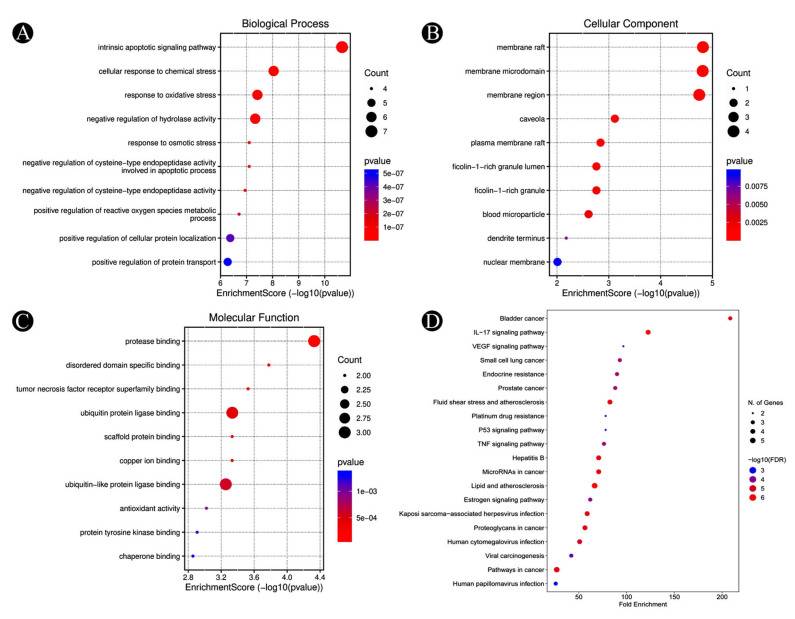 A
Biological Process
intrinsic apoptotic signaling pathway
cellular response to chemical stress
response to oxidative stress
negative regulation of hydrolase activity
response to osmotic stress
negative regulation of cysteine-type endopeptidase activity
involved in apoptotic process
negative regulation of cysteine-type endopeptidase activity
positive regulation of reactive oxygen species metabolic
process
positive regulation of cellular protein localization
positive regulation of protein transport
6 7 8 9 10
EnrichmentScore (-log10(pvalue))
Count
4
5
6
7
pvalue
5e-07
4e-07
3e-07
2e-07
1e-07
B
Cellular Component
membrane raft
membrane microdomain
membrane region
caveola
plasma membrane raft
ficolin-1-rich granule lumen
ficolin-1-rich granule
blood microparticle
dendrite terminus
nuclear membrane
2 3 4 5
EnrichmentScore (-log10(pvalue))
Count
1
2
3
4
pvalue
0.0075
0.0050
0.0025
C
Molecular Function
protease binding
disordered domain specific binding
tumor necrosis factor receptor superfamily binding
ubiquitin protein ligase binding
scaffold protein binding
copper ion binding
ubiquitin-like protein ligase binding
antioxidant activity
protein tyrosine kinase binding
chaperone binding
2.8 3.2 3.6 4.0 4.4
EnrichmentScore (-log10(pvalue))
Count
2.00
2.25
2.50
2.75
3.00
pvalue
1e-03
5e-04
D
Bladder cancer
IL-17 signaling pathway
VEGF signaling pathway
Small cell lung cancer
Endocrine resistance
Prostate cancer
Fluid shear stress and atherosclerosis
Platinum drug resistance
P53 signaling pathway
TNF signaling pathway
Hepatitis B
MicroRNAs in cancer
Lipid and atherosclerosis
Estrogen signaling pathway
Kaposi sarcoma-associated herpesvirus infection
Proteoglycans in cancer
Human cytomegalovirus infection
Viral carcinogenesis
Pathways in cancer
Human papillomavirus infection
50 100 150 200
Fold Enrichment
N. of Genes
2
3
4
5
-log10(FDR)
3
4
5
6